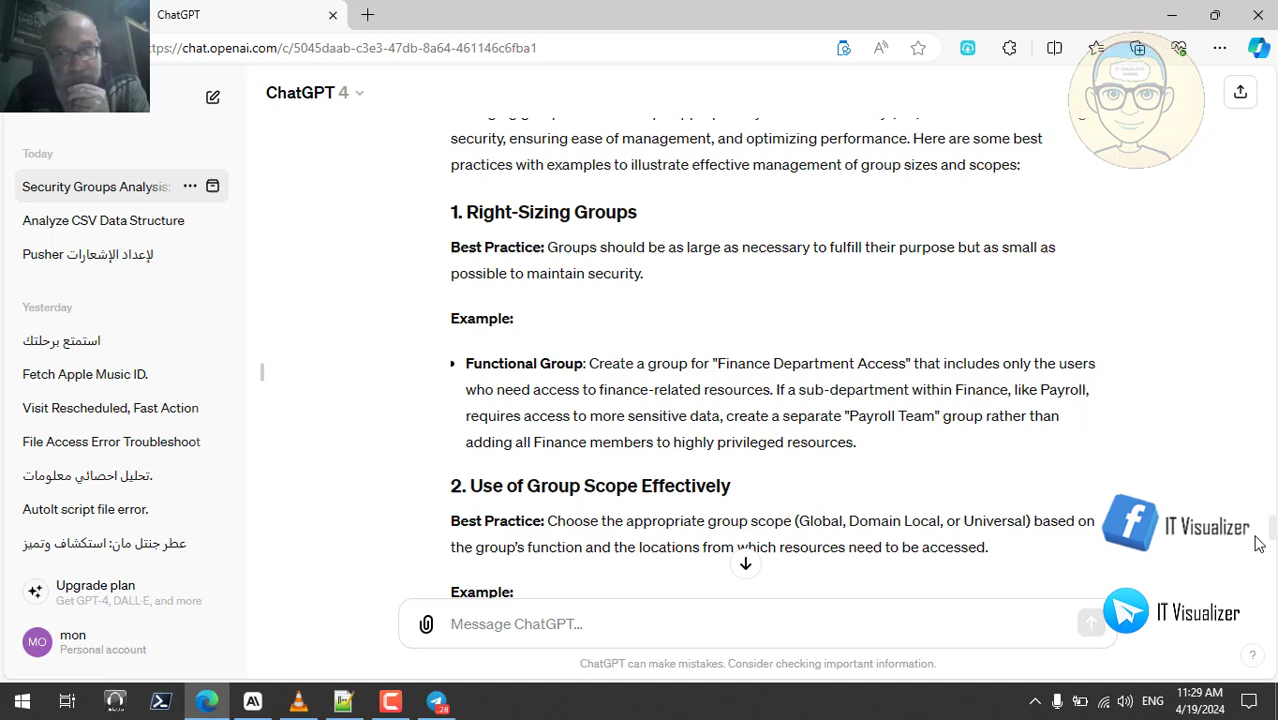 ChatGPT
ttps://chat.openai.com/c/5045daab-c3e3-47db-8a64-461146c6fba1
ChatGPT 4
Today
Security Groups Analysis:
Analyze CSV Data Structure
لإعداد الإشعارات Pusher
Yesterday
استمتع برحلتك
Fetch Apple Music ID.
Visit Rescheduled, Fast Action
File Access Error Troubleshoot
تحليل احصائي معلومات.
AutoIt script file error.
عطر جنتل مان: استكشاف وتميز
Upgrade plan
Get GPT-4, DALL·E, and more
MO
mon
Personal account
security, ensuring ease of management, and optimizing performance. Here are some best
practices with examples to illustrate effective management of group sizes and scopes:
1. Right-Sizing Groups
Best Practice: Groups should be as large as necessary to fulfill their purpose but as small as
possible to maintain security.
Example:
Functional Group: Create a group for "Finance Department Access" that includes only the users
who need access to finance-related resources. If a sub-department within Finance, like Payroll,
requires access to more sensitive data, create a separate "Payroll Team" group rather than
adding all Finance members to highly privileged resources.
2. Use of Group Scope Effectively
Best Practice: Choose the appropriate group scope (Global, Domain Local, or Universal) based on
the group's function and the locations from which resources need to be accessed.
Example:
Message ChatGPT...
ChatGPT can make mistakes. Consider checking important information.
IT Visualizer
IT Visualizer
?
28
ENG
11:29 AM
4/19/2024